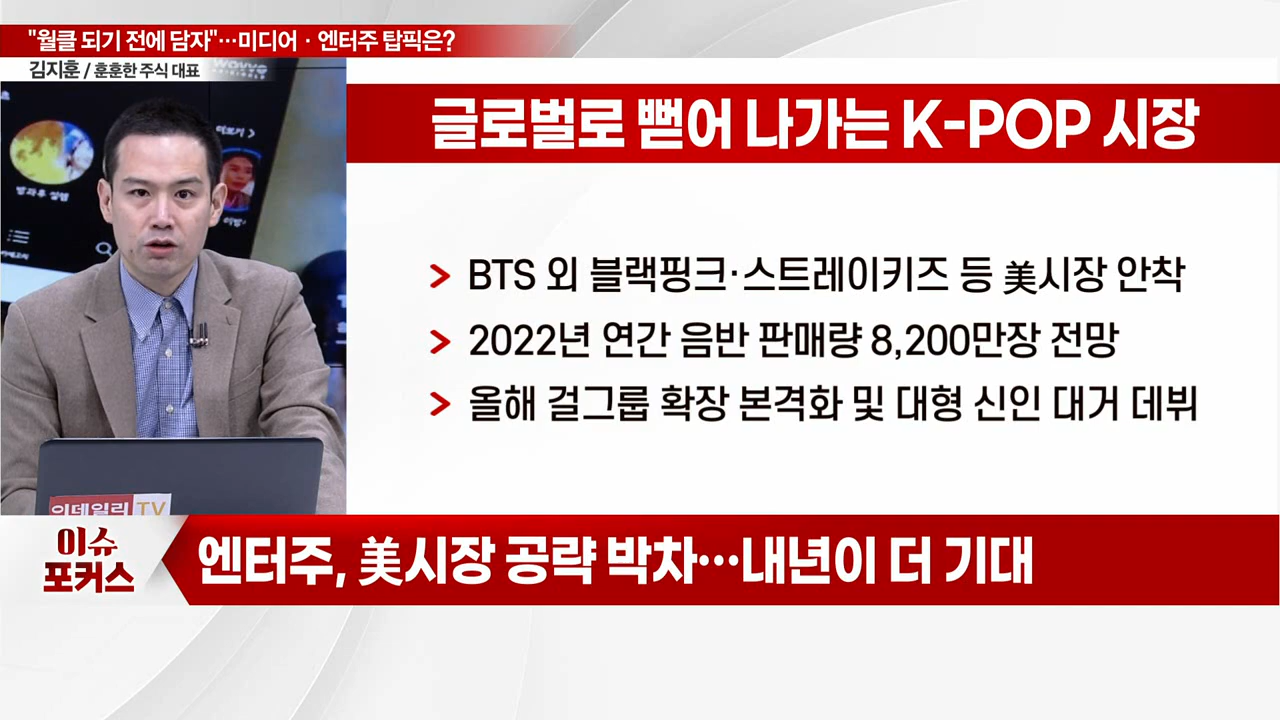 "월클 되기 전에 담자"…미디어·엔터주 탑픽은?
김지훈 / 훈훈한 주식 대표
wavve
더보기 >
글로벌로 뻗어 나가는 K-POP 시장
> BTS 외 블랙핑크·스트레이키즈 등 美시장 안착
> 2022년 연간 음반 판매량 8,200만장 전망
> 올해 걸그룹 확장 본격화 및 대형 신인 대거 데뷔
이데일리 TV
이슈
포커스
엔터주, 美시장 공략 박차…내년이 더 기대